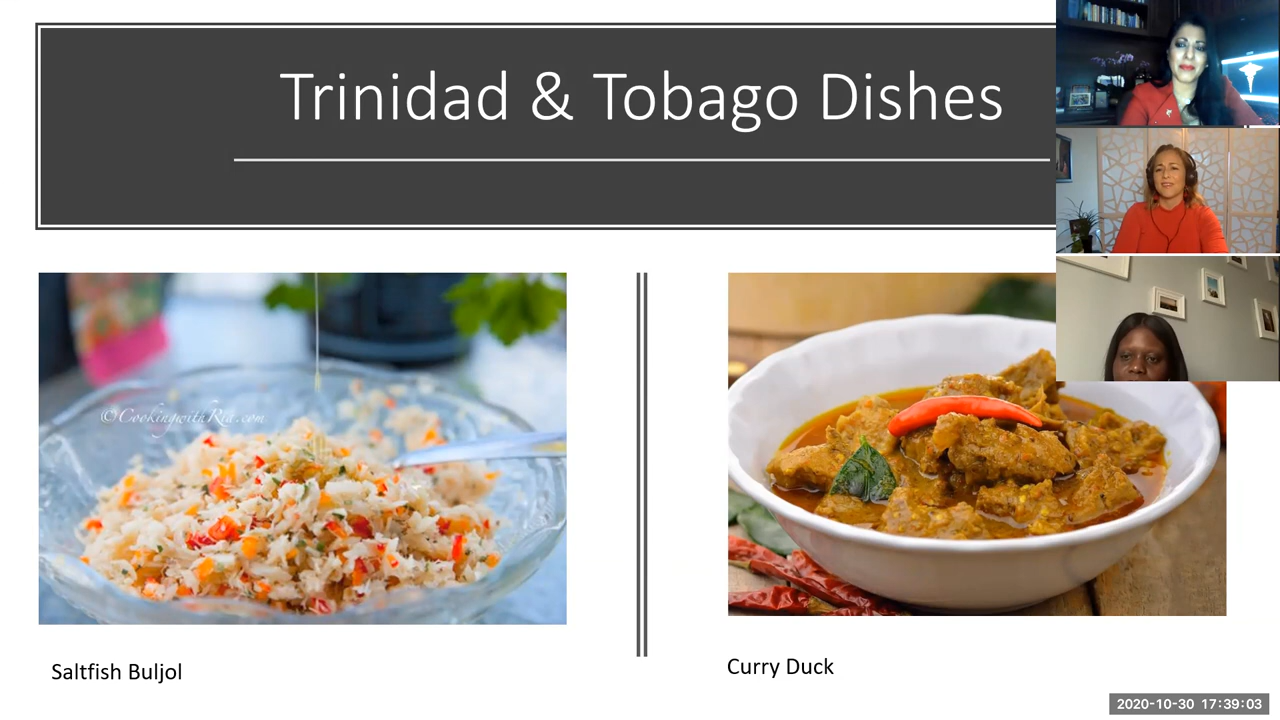 Trinidad & Tobago Dishes
©CookingwithRia.com
Saltfish Buljol
Curry Duck
2020-10-30 17:39:03